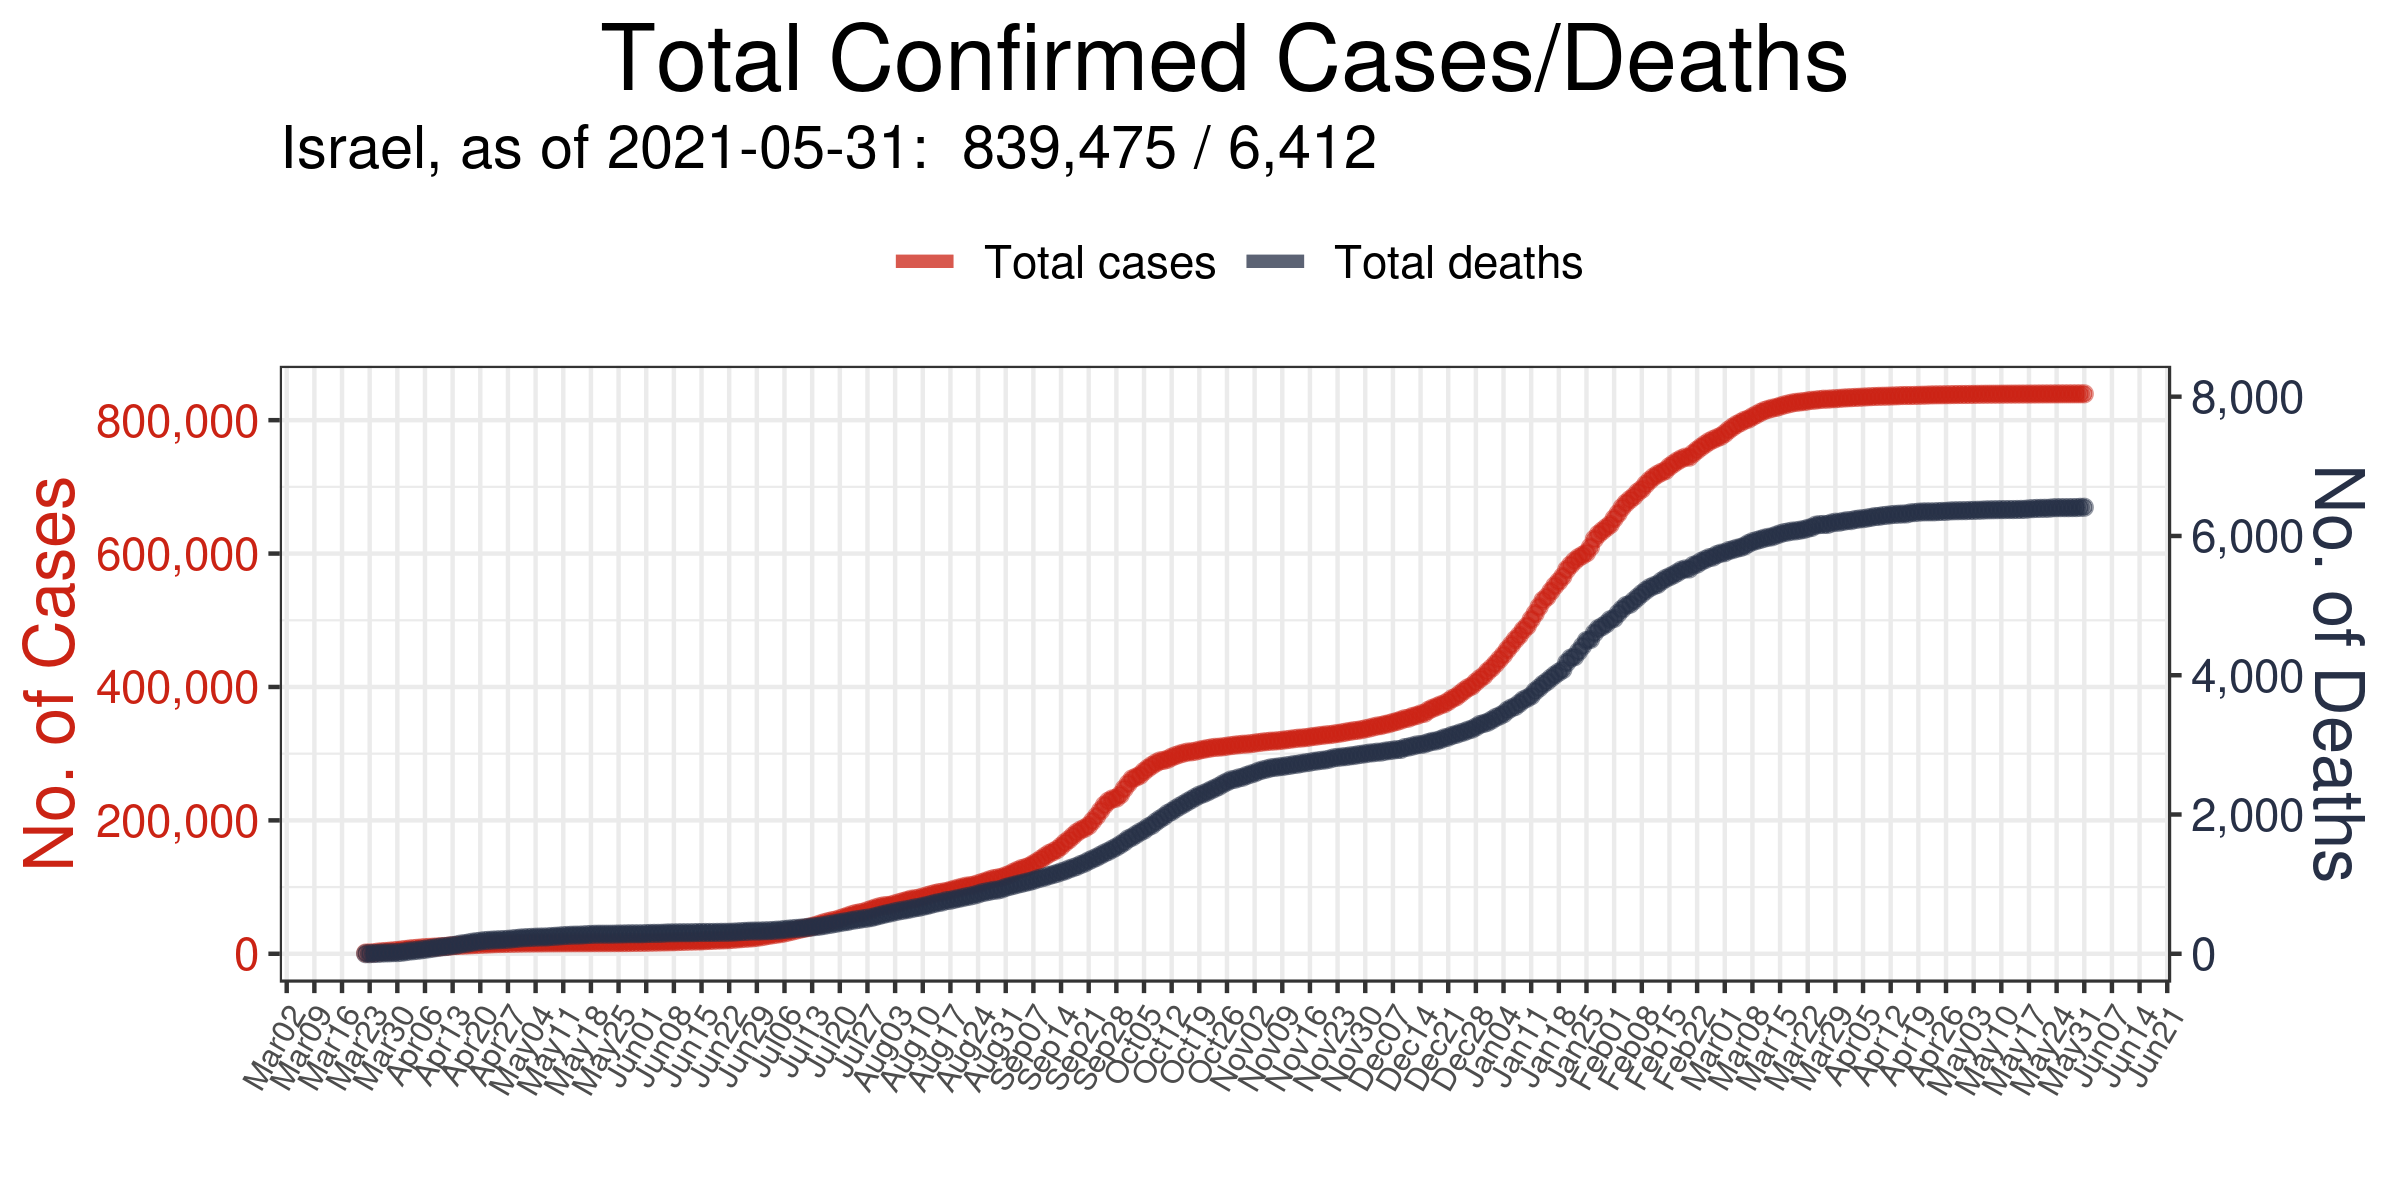 Total Confirmed Cases/Deaths
Israel, as of 2021-05-31:  839,475 / 6,412
Total cases
Total deaths
No. of Cases
800,000
600,000
400,000
200,000
0
8,000
6,000
4,000
2,000
0
No. of Deaths
Mar02
Mar09
Mar16
Mar23
Mar30
Apr06
Apr13
Apr20
Apr27
May04
May11
May18
May25
Jun01
Jun08
Jun15
Jun22
Jun29
Jul06
Jul13
Jul20
Jul27
Aug03
Aug10
Aug17
Aug24
Aug31
Sep07
Sep14
Sep21
Sep28
Oct05
Oct12
Oct19
Oct26
Nov02
Nov09
Nov16
Nov23
Nov30
Dec07
Dec14
Dec21
Dec28
Jan04
Jan11
Jan18
Jan25
Feb01
Feb08
Feb15
Feb22
Mar01
Mar08
Mar15
Mar22
Mar29
Apr05
Apr12
Apr19
Apr26
May03
May10
May17
May24
May31
Jun07
Jun14
Jun21